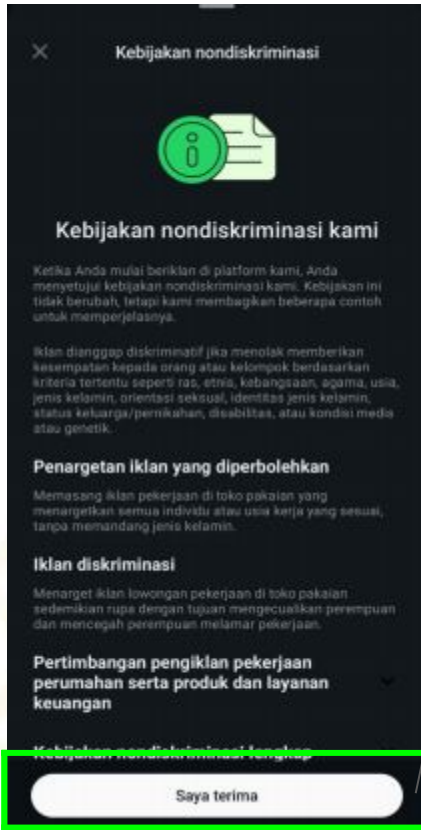 Kebijakan nondiskriminasi
Kebijakan nondiskriminasi kami
Ketika Anda mulai beriklan di platform kami, Anda
menyetujui kebijakan nondiskriminasi kami. Kebijakan ini
tidak berubah, tetapi kami membagikan beberapa contoh
untuk memperjelasnya.
Iklan dianggap diskriminatif jika menolak memberikan
kesempatan kepada orang atau kelompok berdasarkan
kriteria tertentu seperti ras, etnis, kebangsaan, agama, usia,
jenis kelamin, orientasi seksual, identitas jenis kelamin,
status keluarga/pernikahan, disabilitas, atau kondisi medis
atau genetik.
Penargetan iklan yang diperbolehkan
Memasang iklan pekerjaan di toko pakaian yang
menargetkan semua individu atau usia kerja yang sesuai,
tanpa memandang jenis kelamin.
Iklan diskriminasi
Menarget iklan lowongan pekerjaan di toko pakaian
sedemikian rupa dengan tujuan mengecualikan perempuan
dan mencegah perempuan melamar pekerjaan.
Pertimbangan pengiklan pekerjaan
perumahan serta produk dan layanan
keuangan
Kebijakan nondiskriminasi lengkap
Saya terima